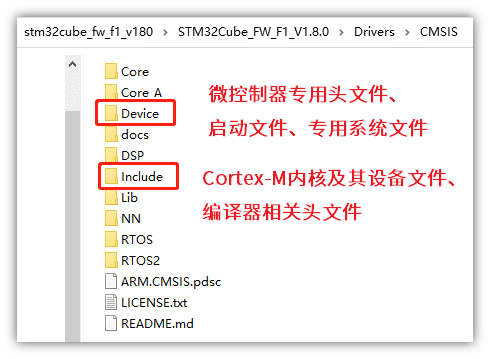 stm32cube_fw_f1_v180 > STM32Cube_FW_F1_V1.8.0 > Drivers > CMSIS
Core
Core_A
Device
docs
DSP
Include
Lib
NN
RTOS
RTOS2
ARM.CMSIS.pdsc
LICENSE.txt
README.md
微控制器专用头文件、
启动文件、专用系统文件
Cortex-M内核及其设备文件、
编译器相关头文件